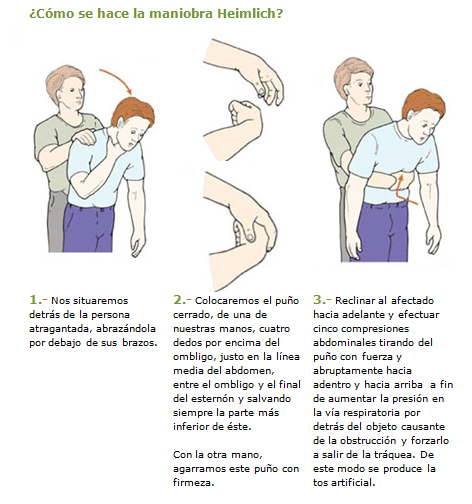 ¿Cómo se hace la maniobra Heimlich?
1.- Nos situaremos
detrás de la persona
atragantada, abrazándola
por debajo de sus brazos.
2.- Colocaremos el puño
cerrado, de una de
nuestras manos, cuatro
dedos por encima del
ombligo, justo en la línea
media del abdomen,
entre el ombligo y el final
del esternón y salvando
siempre la parte más
inferior de éste.
Con la otra mano,
agarramos este puño con
firmeza.
3.- Reclinar al afectado
hacia adelante y efectuar
cinco compresiones
abdominales tirando del
puño con fuerza y
abruptamente hacia
adentro y hacia arriba a fin
de aumentar la presión en
la vía respiratoria por
detrás del objeto causante
de la obstrucción y forzarlo
a salir de la tráquea. De
este modo se produce la
tos artificial.